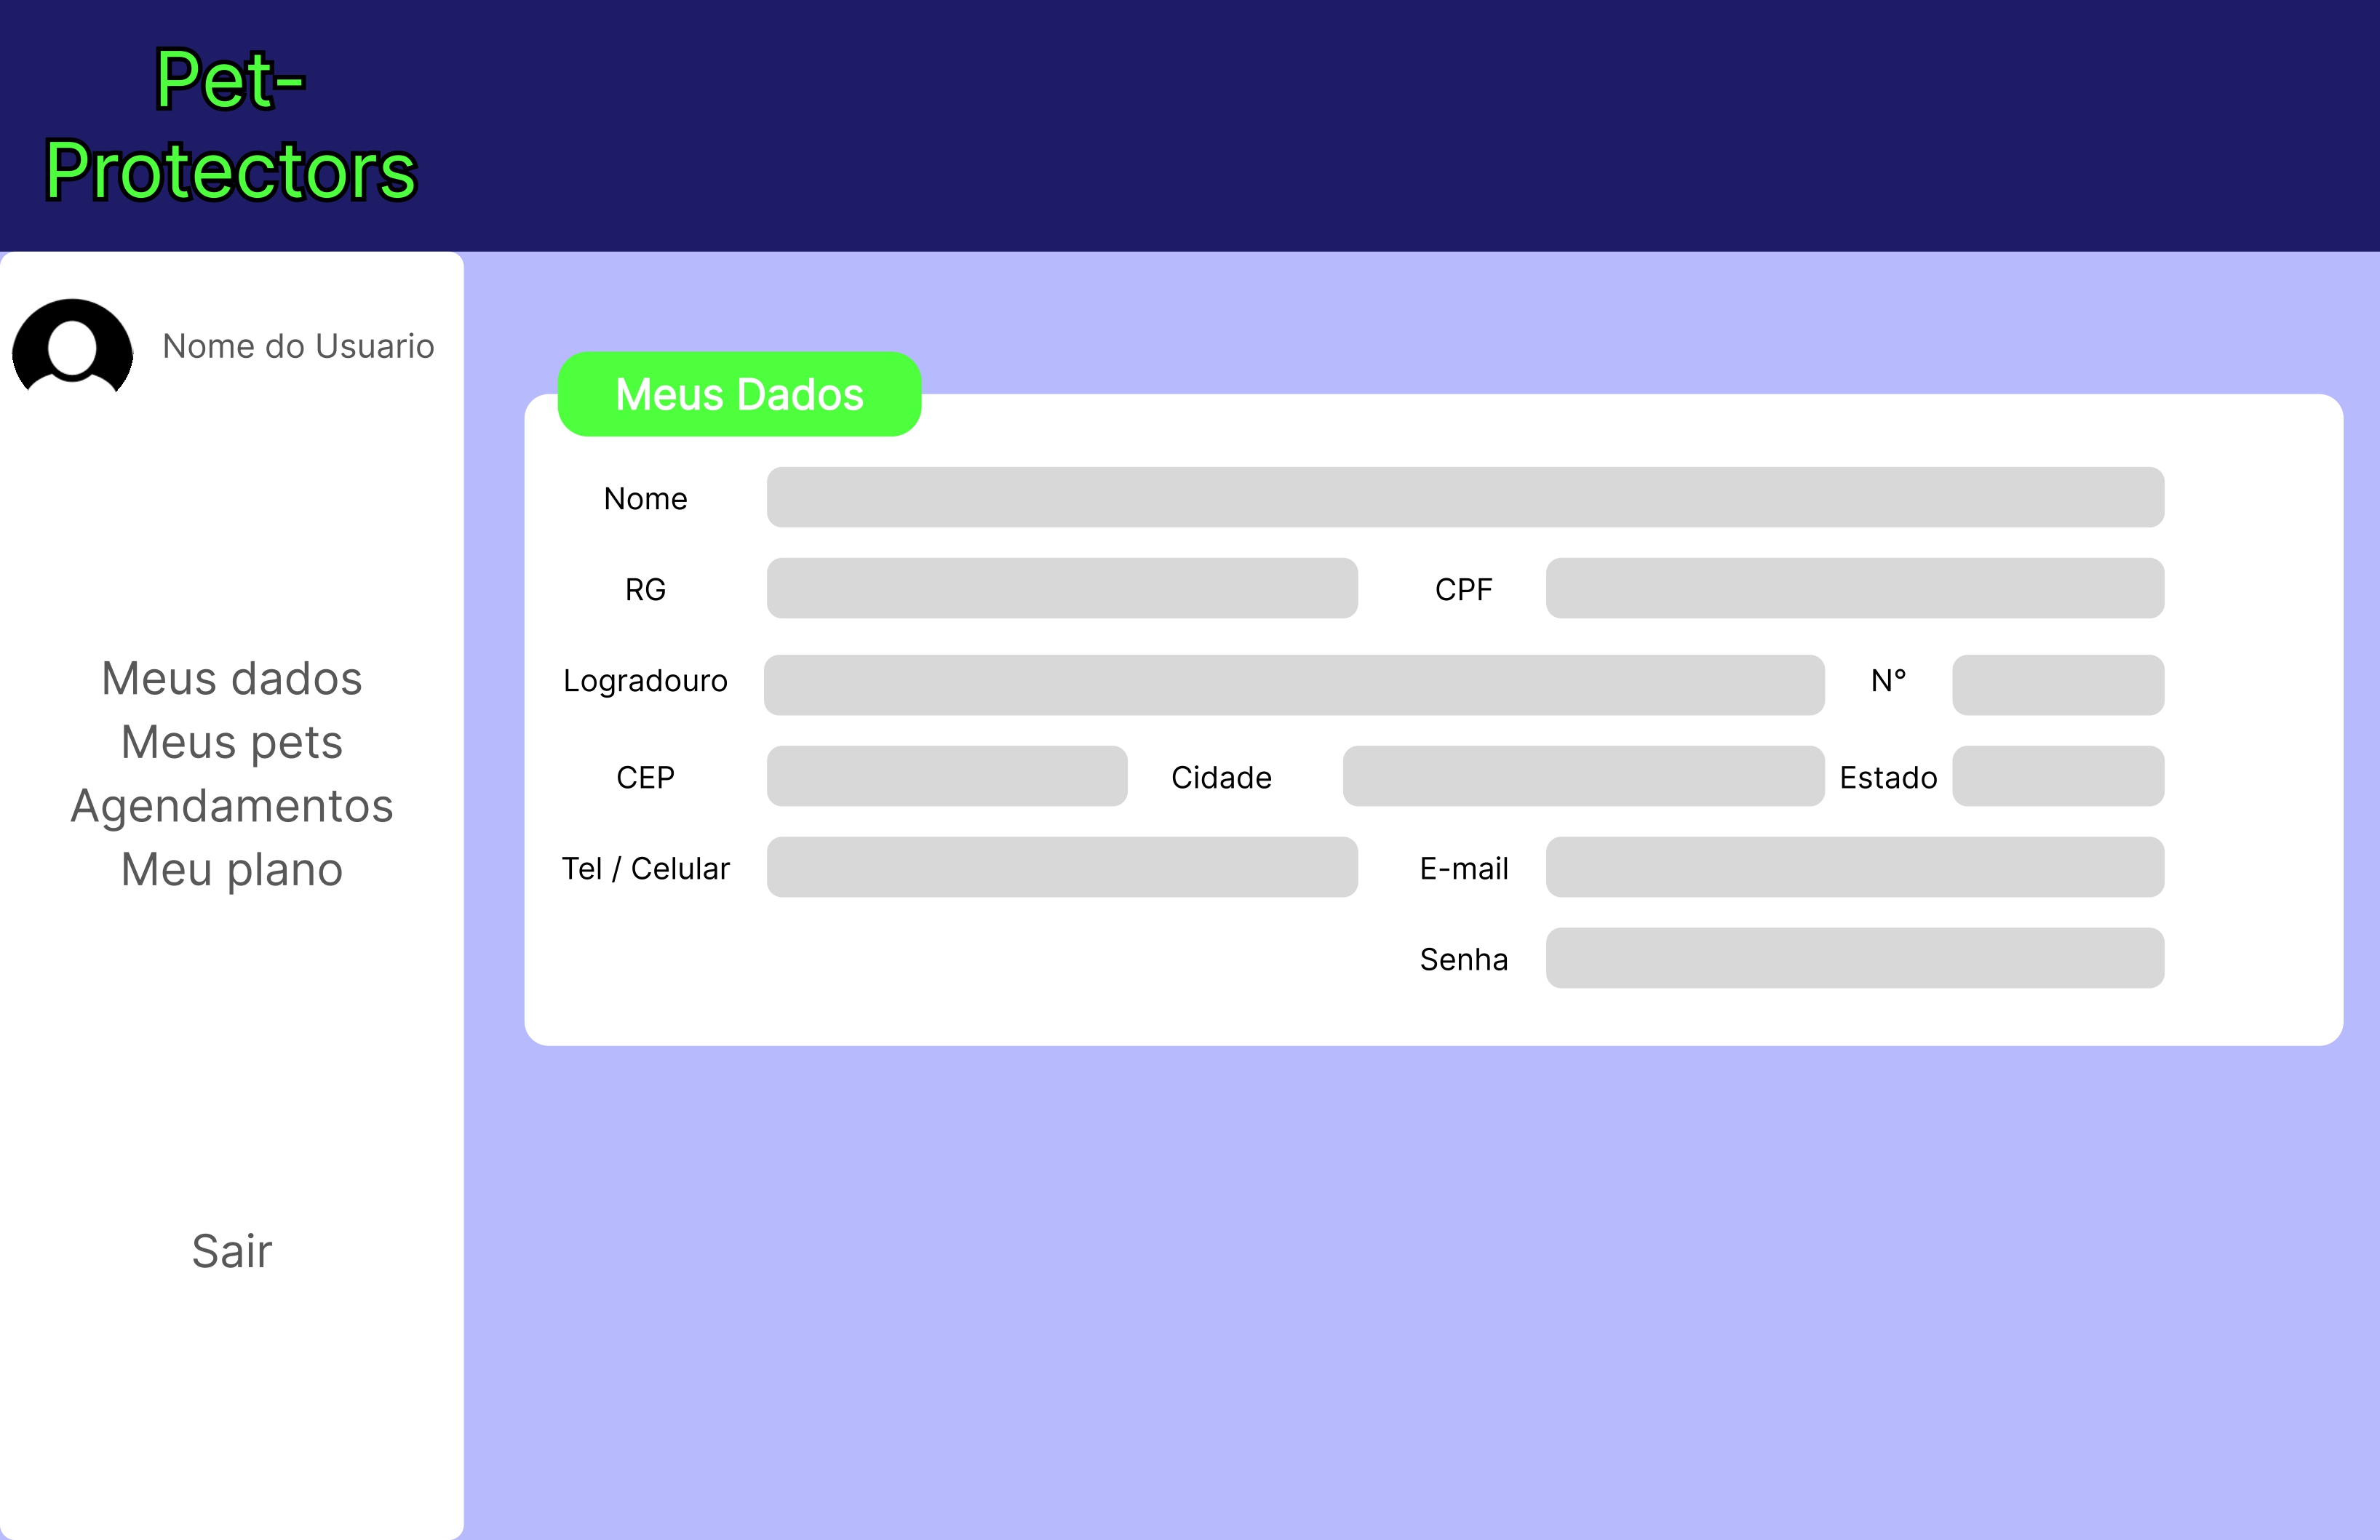 Pet-
Protectors
Nome do Usuario
Meus dados
Meus pets
Agendamentos
Meu plano
Sair
Meus Dados
Nome
RG CPF
Logradouro N°
CEP Cidade Estado
Tel / Celular E-mail
Senha